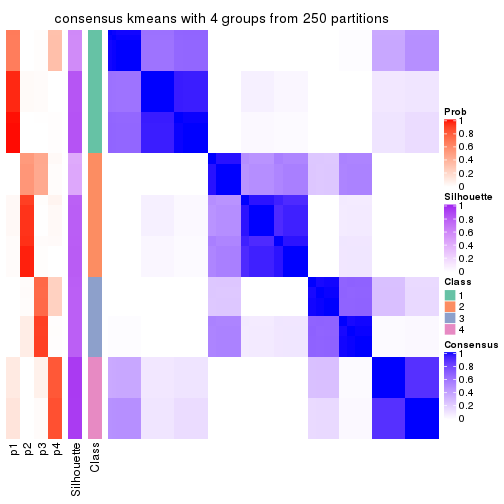 consensus kmeans with 4 groups from 250 partitions
Prob
1
0.8
0.6
0.4
0.2
0
Silhouette
1
0.8
0.6
0.4
0.2
0
Class
1
2
3
4
Consensus
1
0.8
0.6
0.4
0.2
0
p1
p2
p3
p4
Silhouette
Class